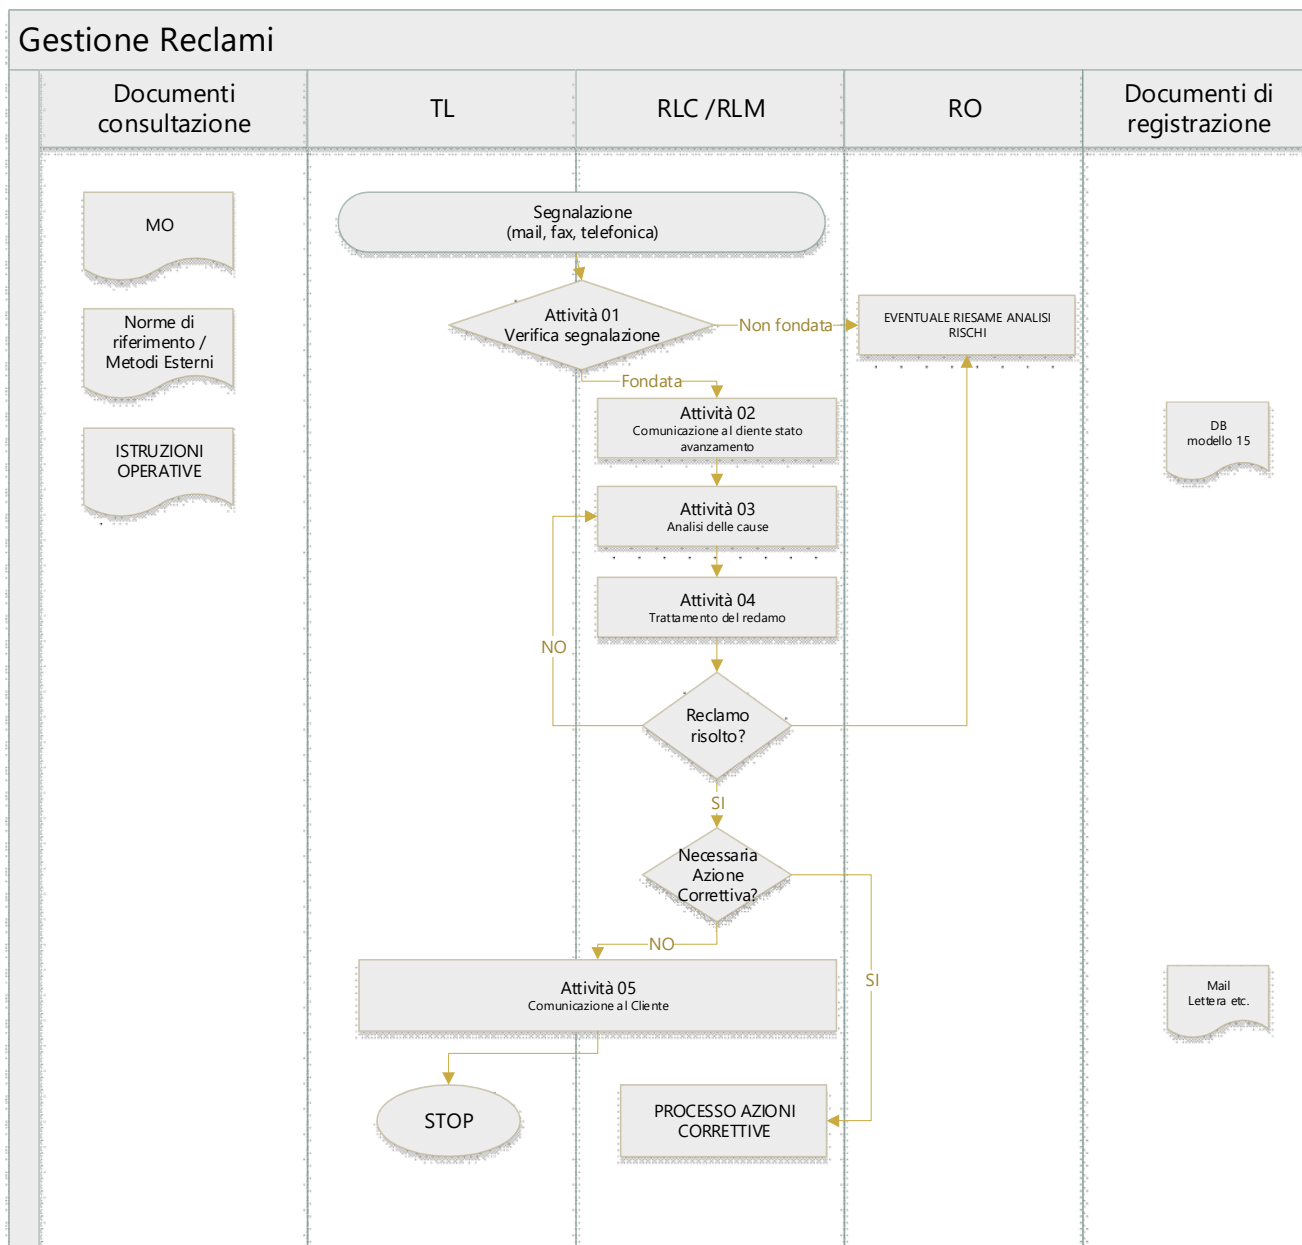 Gestione Reclami
Documenti
consultazione
TL
RLC /RLM
RO
Documenti di
registrazione
MO
Segnalazione
(mail, fax, telefonica)
Attività 01
Verifica segnalazione
Non fondata
EVENTUALE RIESAME ANALISI
RISCHI
Norme di
riferimento /
Metodi Esterni
Fondata
Attività 02
Comunicazione al cliente stato
avanzamento
DB
modello 15
ISTRUZIONI
OPERATIVE
Attività 03
Analisi delle cause
Attività 04
Trattamento del reclamo
NO
Reclamo
risolto?
SI
Necessaria
Azione
Correttiva?
NO
SI
Attività 05
Comunicazione al Cliente
Mail
Lettera etc.
STOP
PROCESSO AZIONI
CORRETTIVE